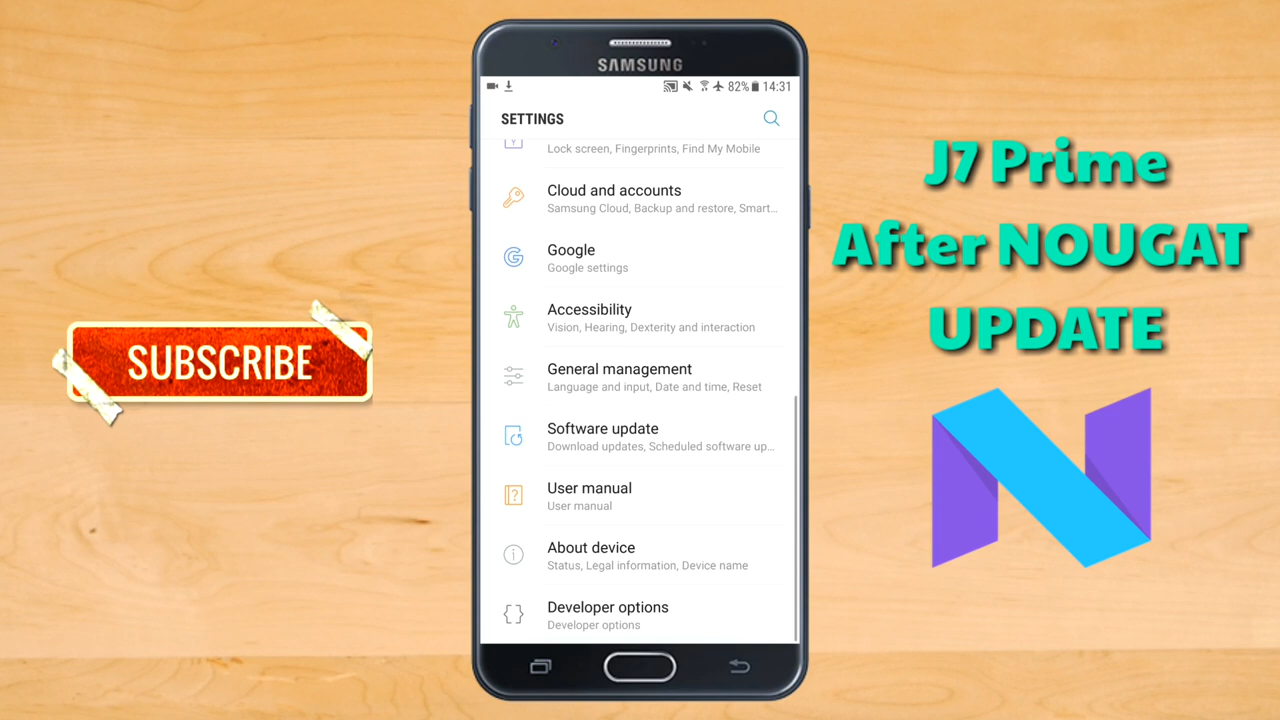 SAMSUNG
82% 14:31
SETTINGS
Lock screen, Fingerprints, Find My Mobile
Cloud and accounts
Samsung Cloud, Backup and restore, Smart...
Google
Google settings
Accessibility
Vision, Hearing, Dexterity and interaction
General management
Language and input, Date and time, Reset
Software update
Download updates, Scheduled software up...
User manual
User manual
About device
Status, Legal information, Device name
Developer options
Developer options
SUBSCRIBE
J7 Prime
After NOUGAT
UPDATE